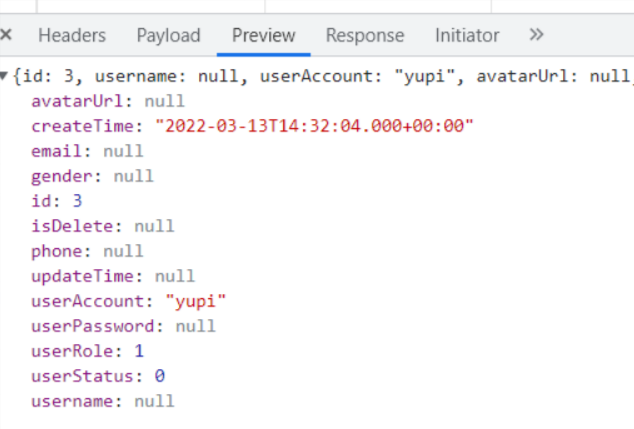 × Headers Payload Preview Response Initiator »
▼{id: 3, username: null, userAccount: "yupi", avatarUrl: null,
avatarUrl: null
createTime: "2022-03-13T14:32:04.000+00:00"
email: null
gender: null
id: 3
isDelete: null
phone: null
updateTime: null
userAccount: "yupi"
userPassword: null
userRole: 1
userStatus: 0
username: null